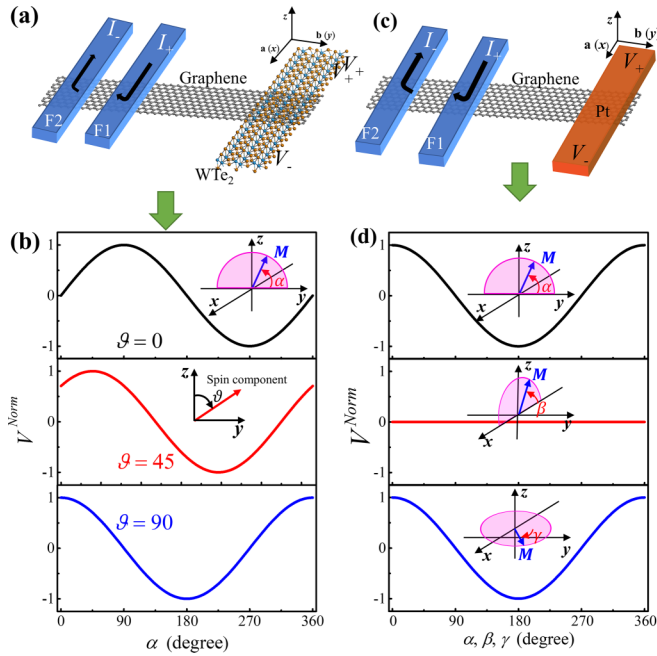 (a)
I-
I+
z
b (y)
a (x)
Graphene
V+
V+
F2
F1
V-
WTe2
(c)
I-
I+
z
b (y)
a (x)
Graphene
V+
Pt
F2
F1
V-
(b)
1
0
-1
z
M
α
x
y
ϑ = 0
1
0
-1
z
Spin component
ϑ
y
ϑ = 45
1
0
-1
ϑ = 90
V^Norm
0 90 180 270 360
α (degree)
(d)
1
0
-1
z
M
α
x
y
1
0
-1
z
M
β
x
y
1
0
-1
z
M
γ
x
y
V^Norm
0 90 180 270 360
α, β, γ (degree)